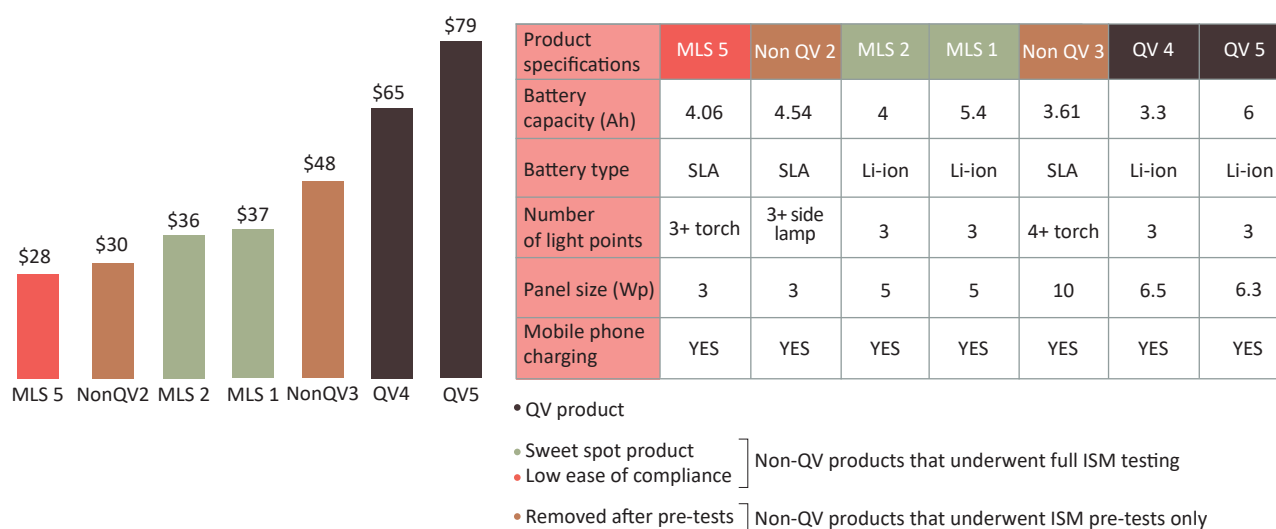 $28
$30
$36
$37
$48
$65
$79
MLS 5
NonQV2
MLS 2
MLS 1
NonQV3
QV4
QV5
Product specifications MLS 5 Non QV 2 MLS 2 MLS 1 Non QV 3 QV 4 QV 5
Battery capacity (Ah) 4.06 4.54 4 5.4 3.61 3.3 6
Battery type SLA SLA Li-ion Li-ion SLA Li-ion Li-ion
Number of light points 3+ torch 3+ side lamp 3 3 4+ torch 3 3
Panel size (Wp) 3 3 5 5 10 6.5 6.3
Mobile phone charging YES YES YES YES YES YES YES
QV product
Sweet spot product
Low ease of compliance
Non-QV products that underwent full ISM testing
Removed after pre-tests
Non-QV products that underwent ISM pre-tests only